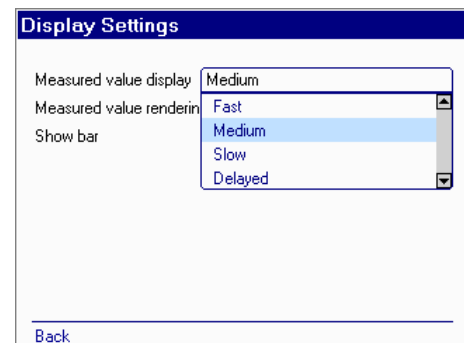 Display Settings
Measured value display Medium
Measured value renderin Fast
Medium
Show bar
Slow
Delayed
Back